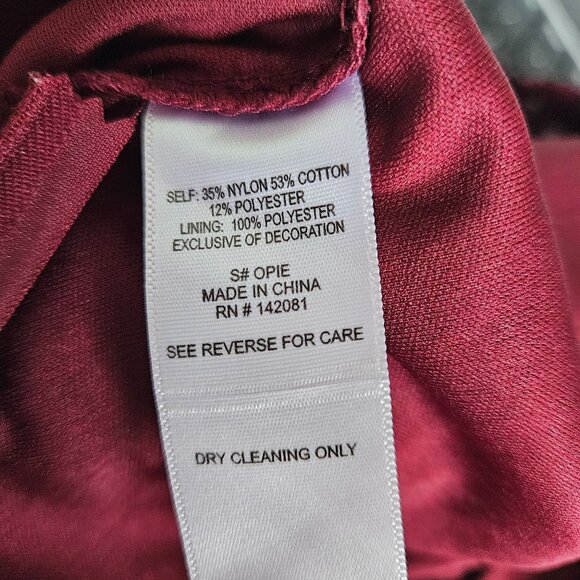 SELF: 35% NYLON 53% COTTON
12% POLYESTER
LINING: 100% POLYESTER
EXCLUSIVE OF DECORATION
S# OPIE
MADE IN CHINA
RN # 142081
SEE REVERSE FOR CARE
DRY CLEANING ONLY